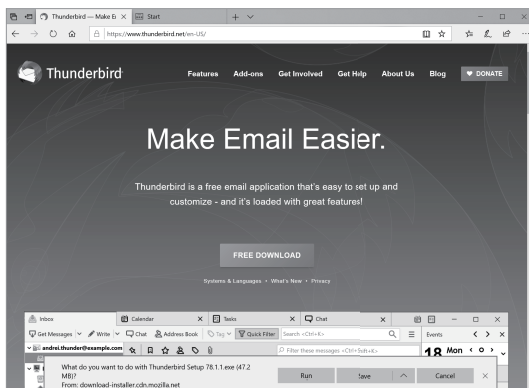 Thunderbird — Make Em
Start
https://www.thunderbird.net/en-US/
Thunderbird
Features Add-ons Get Involved Get Help About Us Blog DONATE
Make Email Easier.
Thunderbird is a free email application that's easy to set up and
customize - and it's loaded with great features!
FREE DOWNLOAD
Systems & Languages • What's New • Privacy
Inbox Calendar Tasks Chat
Get Messages Write Chat Address Book Tag Quick Filter Search <Ctrl+K> Events
andrei.thunder@example.com Filter these messages <Ctrl+Shift+K> 18 Mon
What do you want to do with Thunderbird Setup 78.1.1.exe (47.2
MB)?
From: download-installer.cdn.mozilla.net
Run Save Cancel